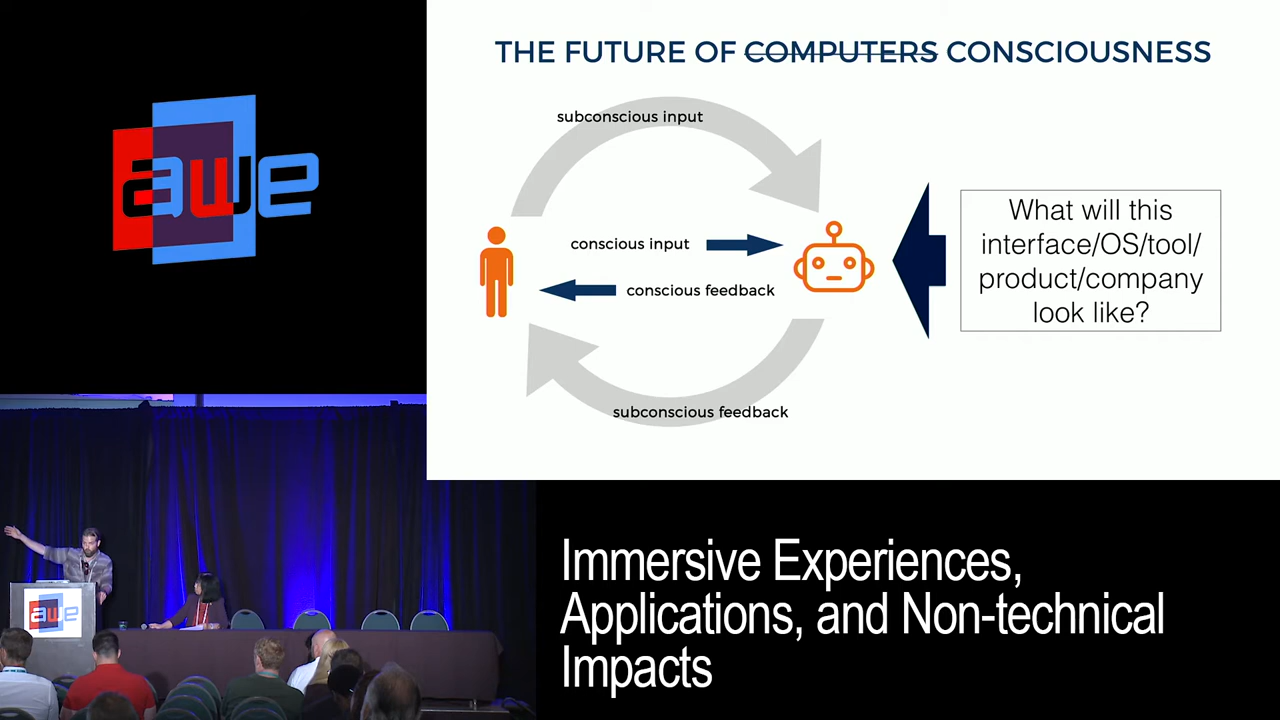 awe
THE FUTURE OF COMPUTERS CONSCIOUSNESS
subconscious input
conscious input
conscious feedback
subconscious feedback
What will this
interface/OS/tool/
product/company
look like?
awe
Immersive Experiences,
Applications, and Non-technical
Impacts